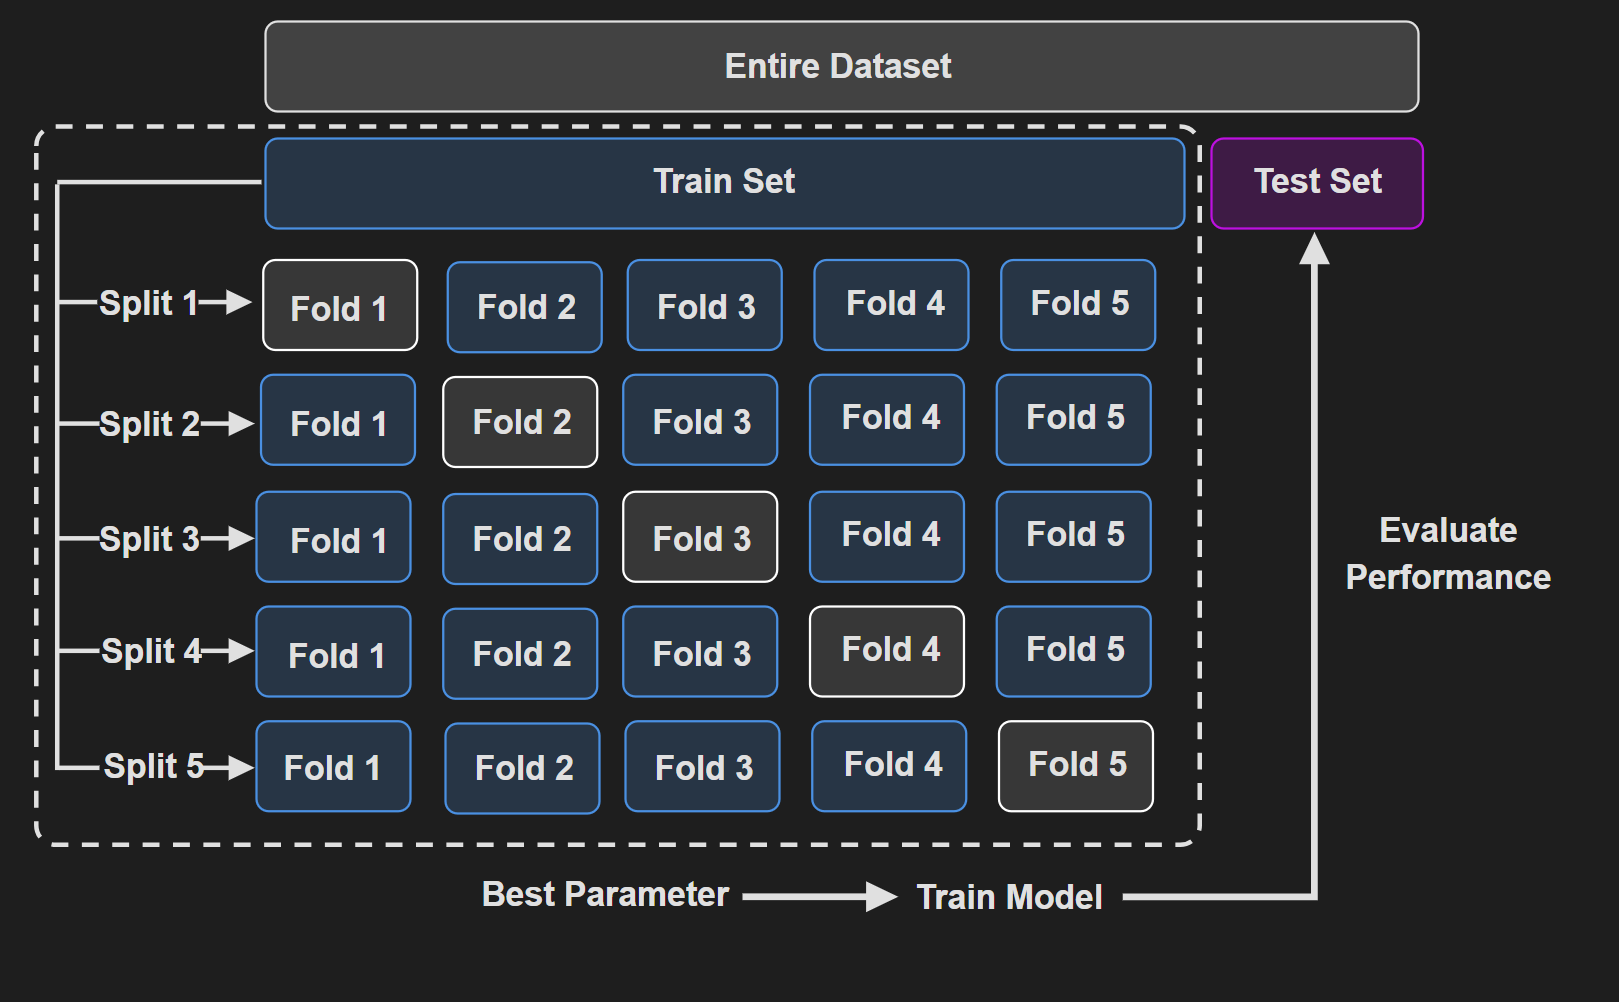 Entire Dataset
Train Set
Test Set
Split 1
Fold 1
Fold 2
Fold 3
Fold 4
Fold 5
Split 2
Fold 1
Fold 2
Fold 3
Fold 4
Fold 5
Split 3
Fold 1
Fold 2
Fold 3
Fold 4
Fold 5
Split 4
Fold 1
Fold 2
Fold 3
Fold 4
Fold 5
Split 5
Fold 1
Fold 2
Fold 3
Fold 4
Fold 5
Evaluate
Performance
Best Parameter
Train Model